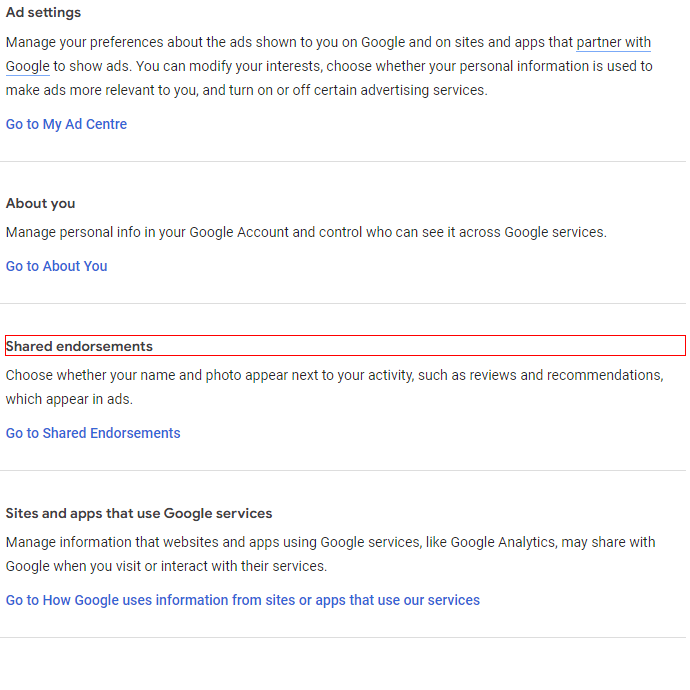 Ad settings
Manage your preferences about the ads shown to you on Google and on sites and apps that partner with
Google to show ads. You can modify your interests, choose whether your personal information is used to
make ads more relevant to you, and turn on or off certain advertising services.
Go to My Ad Centre
About you
Manage personal info in your Google Account and control who can see it across Google services.
Go to About You
Shared endorsements
Choose whether your name and photo appear next to your activity, such as reviews and recommendations,
which appear in ads.
Go to Shared Endorsements
Sites and apps that use Google services
Manage information that websites and apps using Google services, like Google Analytics, may share with
Google when you visit or interact with their services.
Go to How Google uses information from sites or apps that use our services